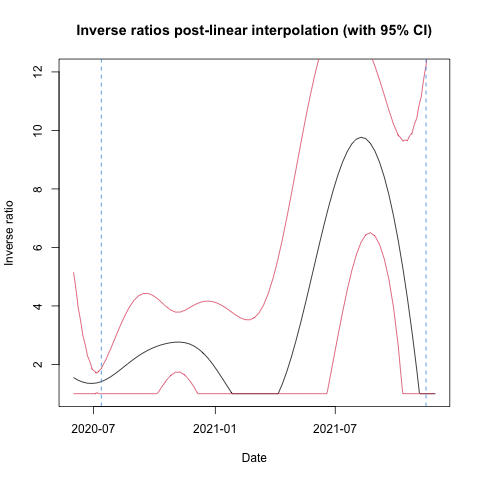 Inverse ratios post-linear interpolation (with 95% CI)
12
10
8
6
4
2
Inverse ratio
2020-07 2021-01 2021-07
Date